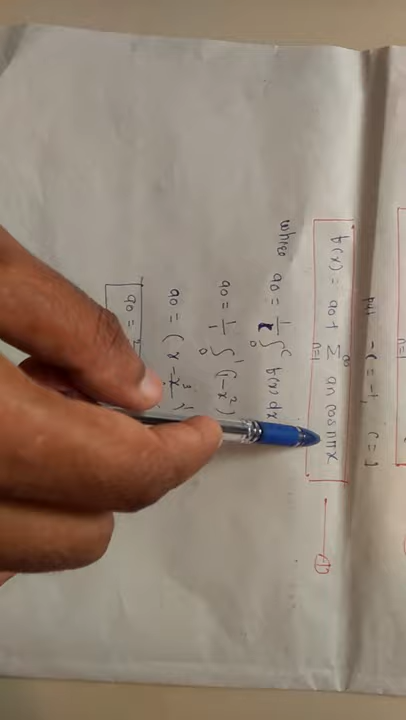 put -c = -1, c = 1
f(x) = a0 + ∞ Σ n=1 an cos nπx — (A)
where a0 = 1/c ∫ 0 c f(x) dx
a0 = 1/1 ∫ 0 1 (1-x²)
a0 = (x - x³
a0 =